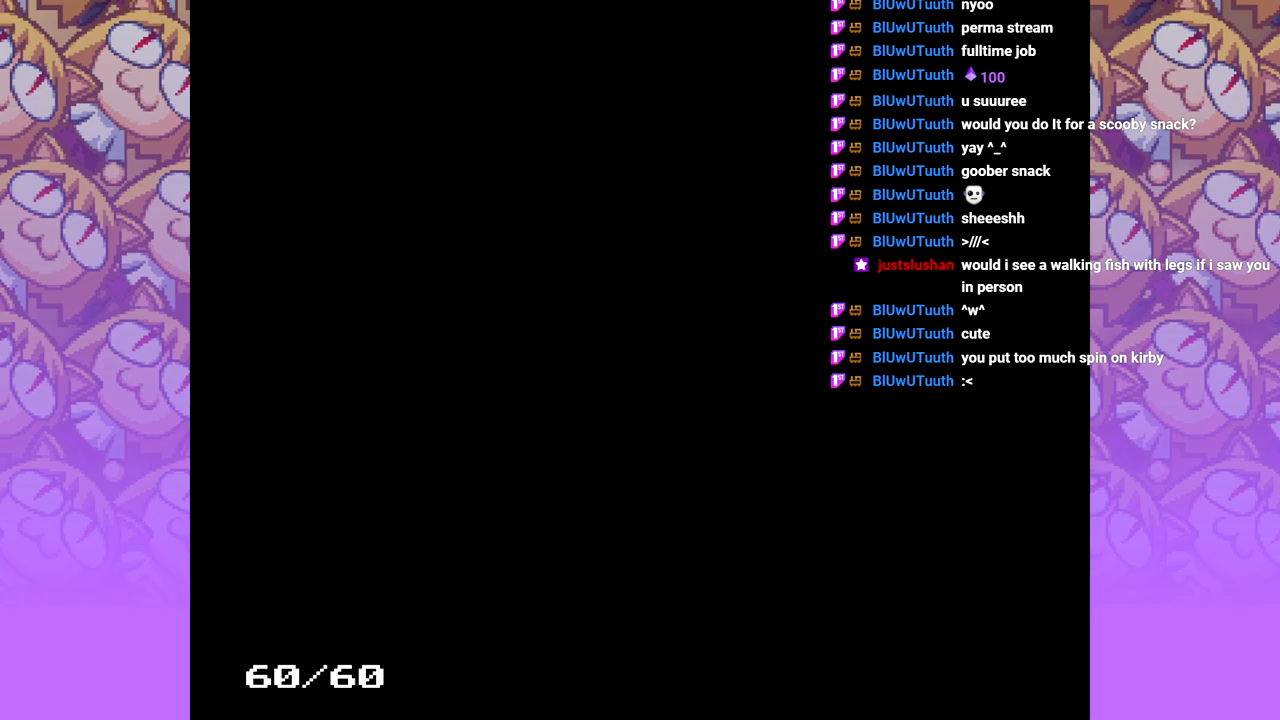 BlUwUTuuth nyoo
BlUwUTuuth perma stream
BlUwUTuuth fulltime job
BlUwUTuuth 100
BlUwUTuuth u suuuree
BlUwUTuuth would you do It for a scooby snack?
BlUwUTuuth yay ^_^
BlUwUTuuth goober snack
BlUwUTuuth
BlUwUTuuth sheeeshh
BlUwUTuuth >///<
justslushan would i see a walking fish with legs if i saw you
in person
BlUwUTuuth ^w^
BlUwUTuuth cute
BlUwUTuuth you put too much spin on kirby
BlUwUTuuth :<
60/60